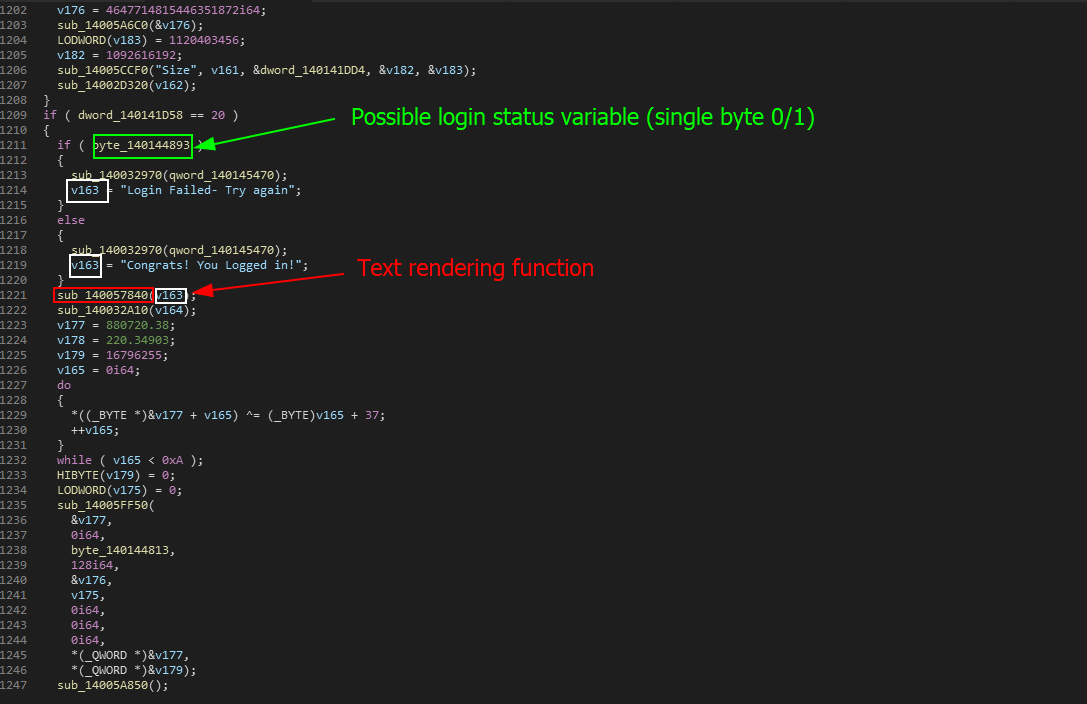 1202 v176 = 4647714815446351872i64;
1203 sub_14005A6C0(&v176);
1204 LODWORD(v183) = 1120403456;
1205 v182 = 1092616192;
1206 sub_14005CCF0("Size", v161, &dword_140141DD4, &v182, &v183);
1207 sub_14002D320(v162);
1208 }
1209 if ( dword_140141D58 == 20 )
Possible login status variable (single byte 0/1)
1210 {
1211 if ( byte_140144893 )
1212 {
1213 sub_140032970(qword_140145470);
1214 v163 = "Login Failed- Try again";
1215 }
1216 else
1217 {
1218 sub_140032970(qword_140145470);
1219 v163 = "Congrats! You Logged in!";
Text rendering function
1220 }
1221 sub_140057840(v163);
1222 sub_140032A10(v164);
1223 v177 = 880720.38;
1224 v178 = 220.34903;
1225 v179 = 16796255;
1226 v165 = 0i64;
1227 do
1228 {
1229 *((_BYTE *)&v177 + v165) ^= (_BYTE)v165 + 37;
1230 ++v165;
1231 }
1232 while ( v165 < 0xA );
1233 HIBYTE(v179) = 0;
1234 LODWORD(v175) = 0;
1235 sub_14005FF50(
1236 &v177,
1237 0i64,
1238 byte_140144813,
1239 128i64,
1240 &v176,
1241 v175,
1242 0i64,
1243 0i64,
1244 0i64,
1245 *(_QWORD *)&v177,
1246 *(_QWORD *)&v179);
1247 sub_14005A850();